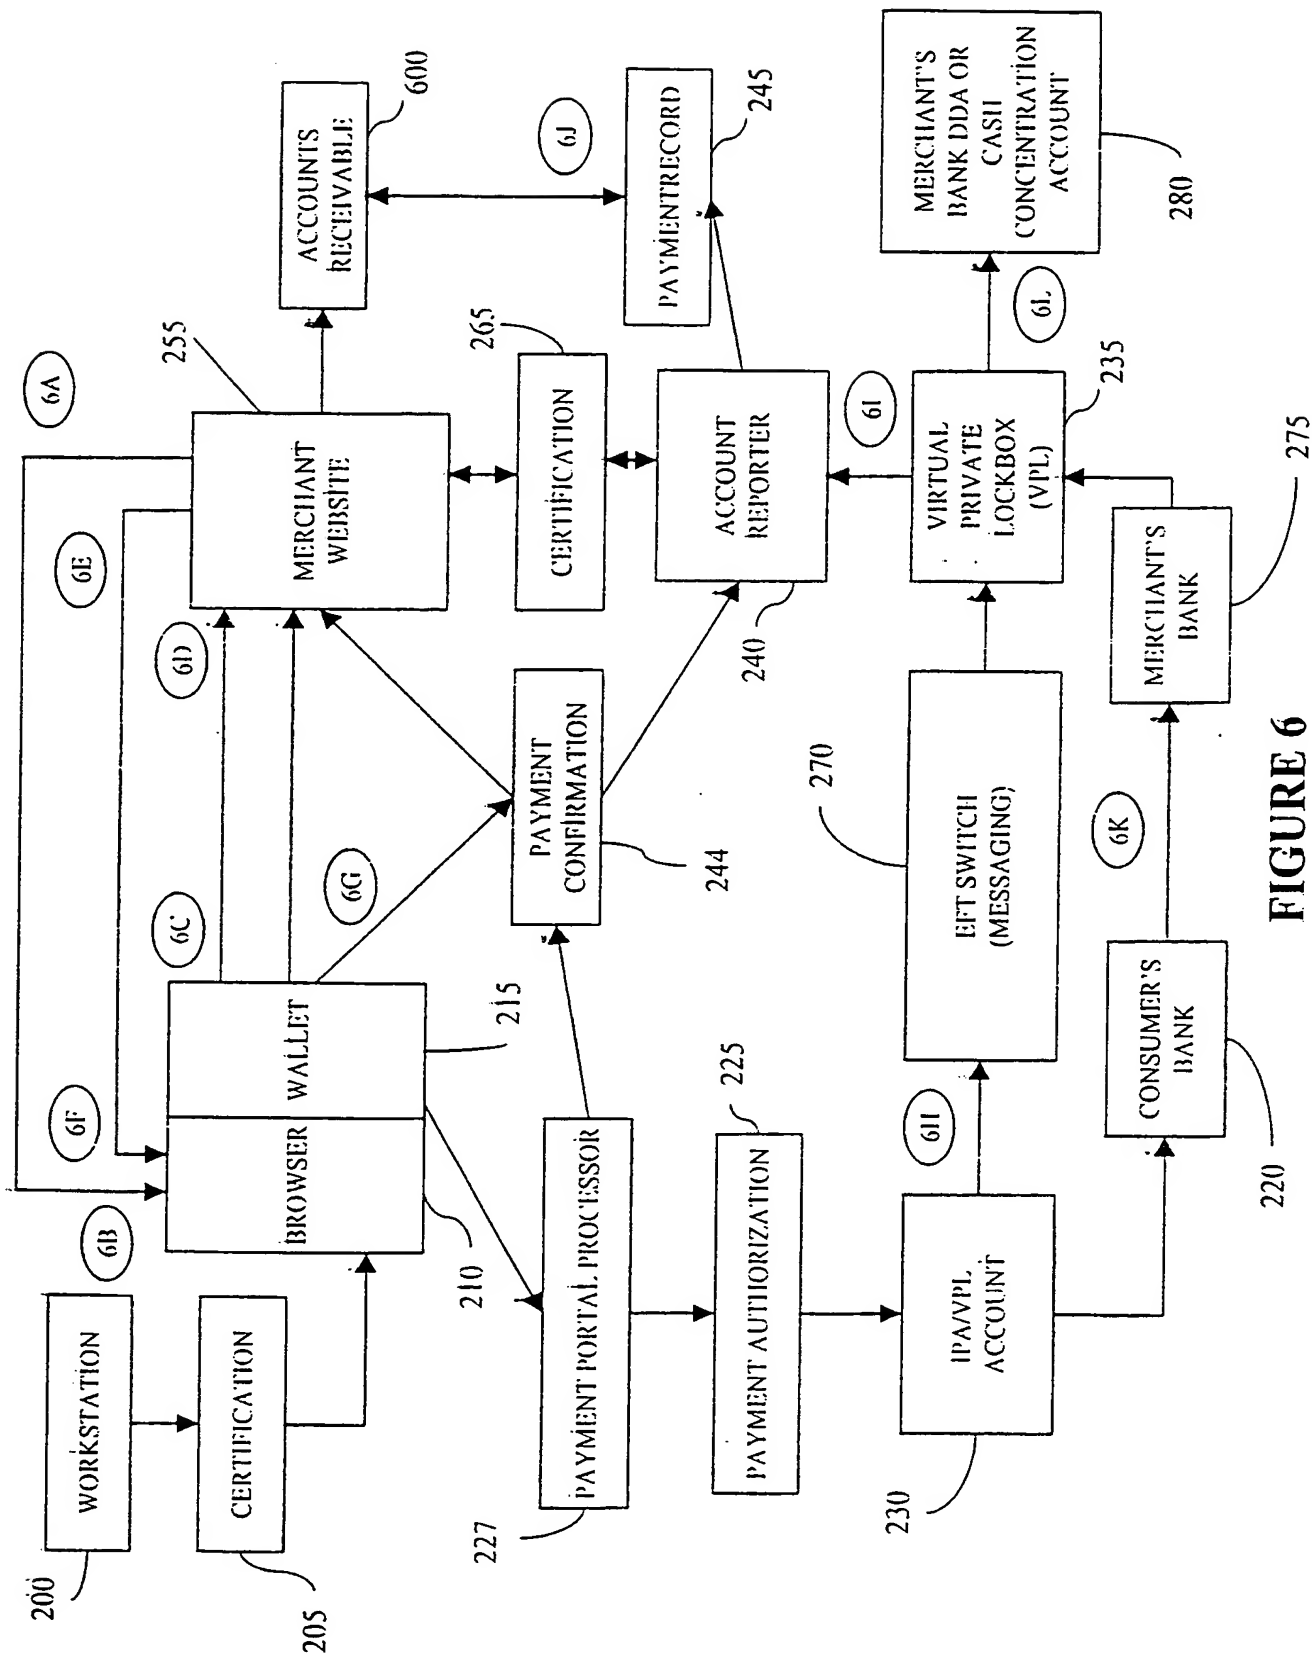 200
WORKSTATION
6B
6F
6E
6A
205
CERTIFICATION
210
BROWSER
WALLET
215
6C
6D
MERCHANT
WEBSITE
255
ACCOUNTS
RECEIVABLE
600
6G
227
PAYMENT PORTAL PROCESSOR
PAYMENT
CONFIRMATION
244
CERTIFICATION
265
6J
PAYMENTRECORD
245
PAYMENT AUTHORIZATION
225
240
ACCOUNT
REPORTER
6I
230
IPA/VPL
ACCOUNT
6H
270
EFT SWITCH
(MESSAGING)
VIRTUAL
PRIVATE
LOCKBOX
(VPL)
235
6L
MERCHANT'S
BANK DDA OR
CASH
CONCENTRATION
ACCOUNT
280
220
CONSUMER'S
BANK
6K
MERCHANT'S
BANK
275
FIGURE 6